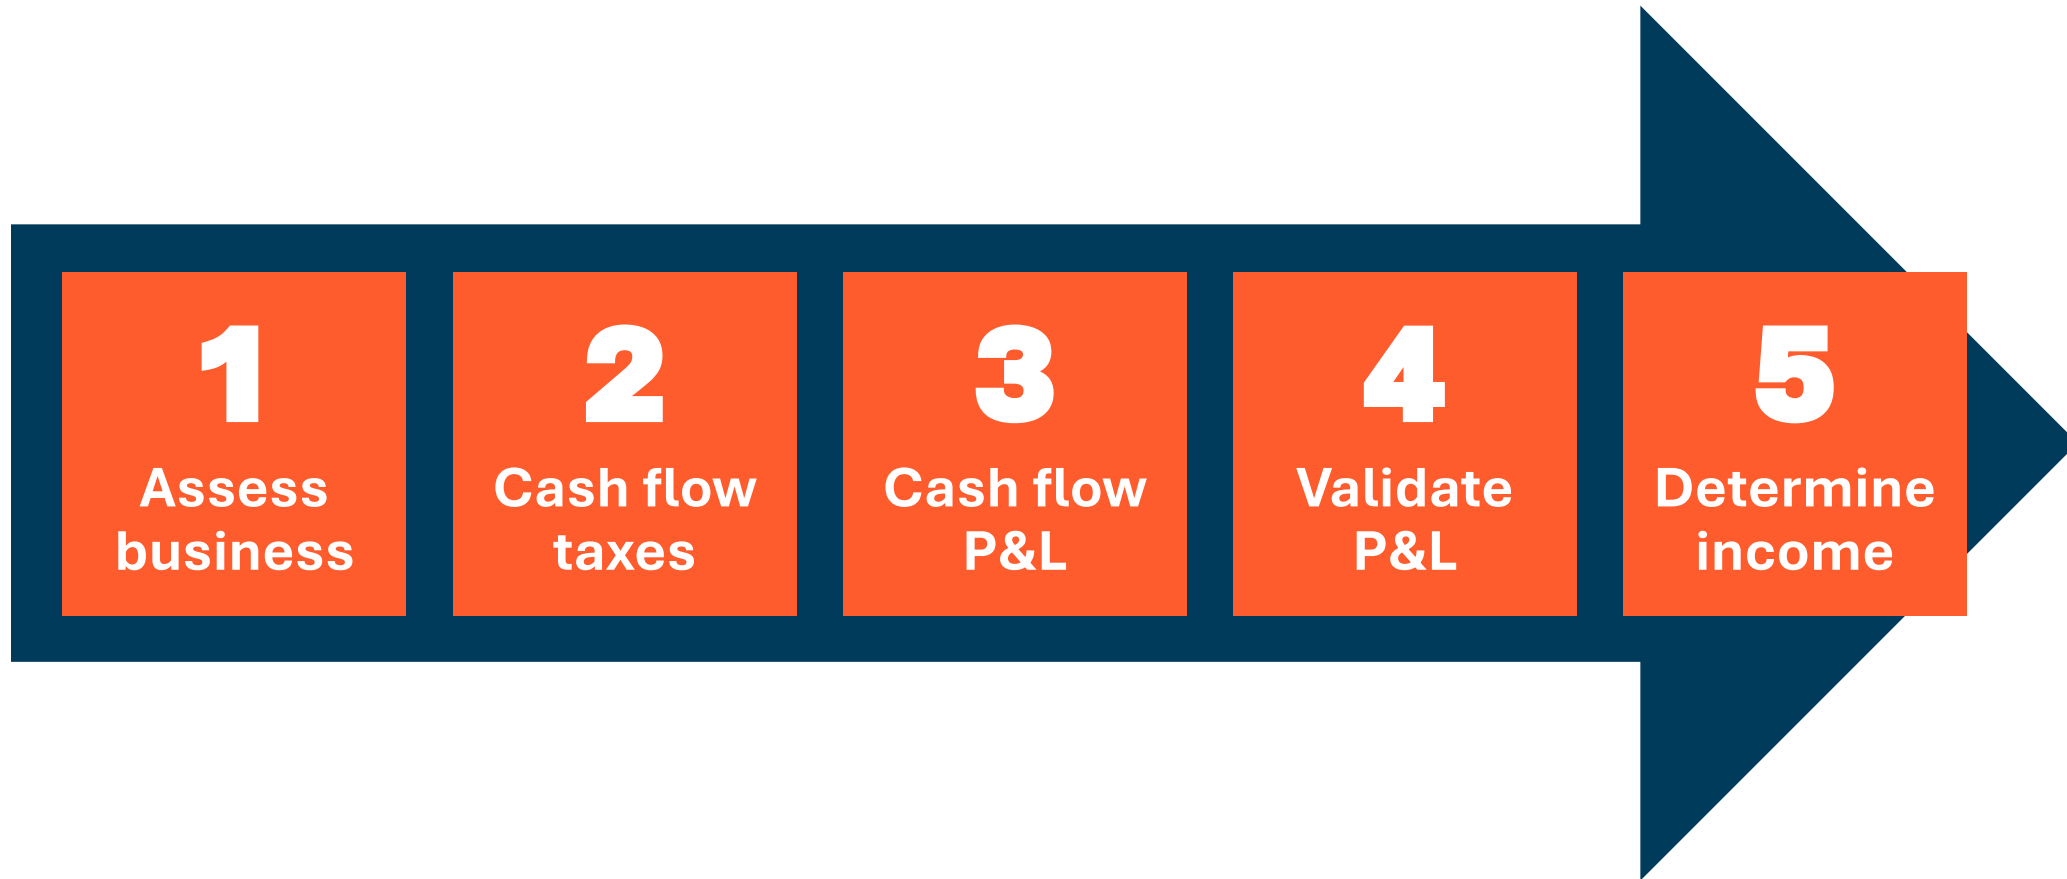 1
Assess
business
2
Cash flow
taxes
3
Cash flow
P&L
4
Validate
P&L
5
Determine
income